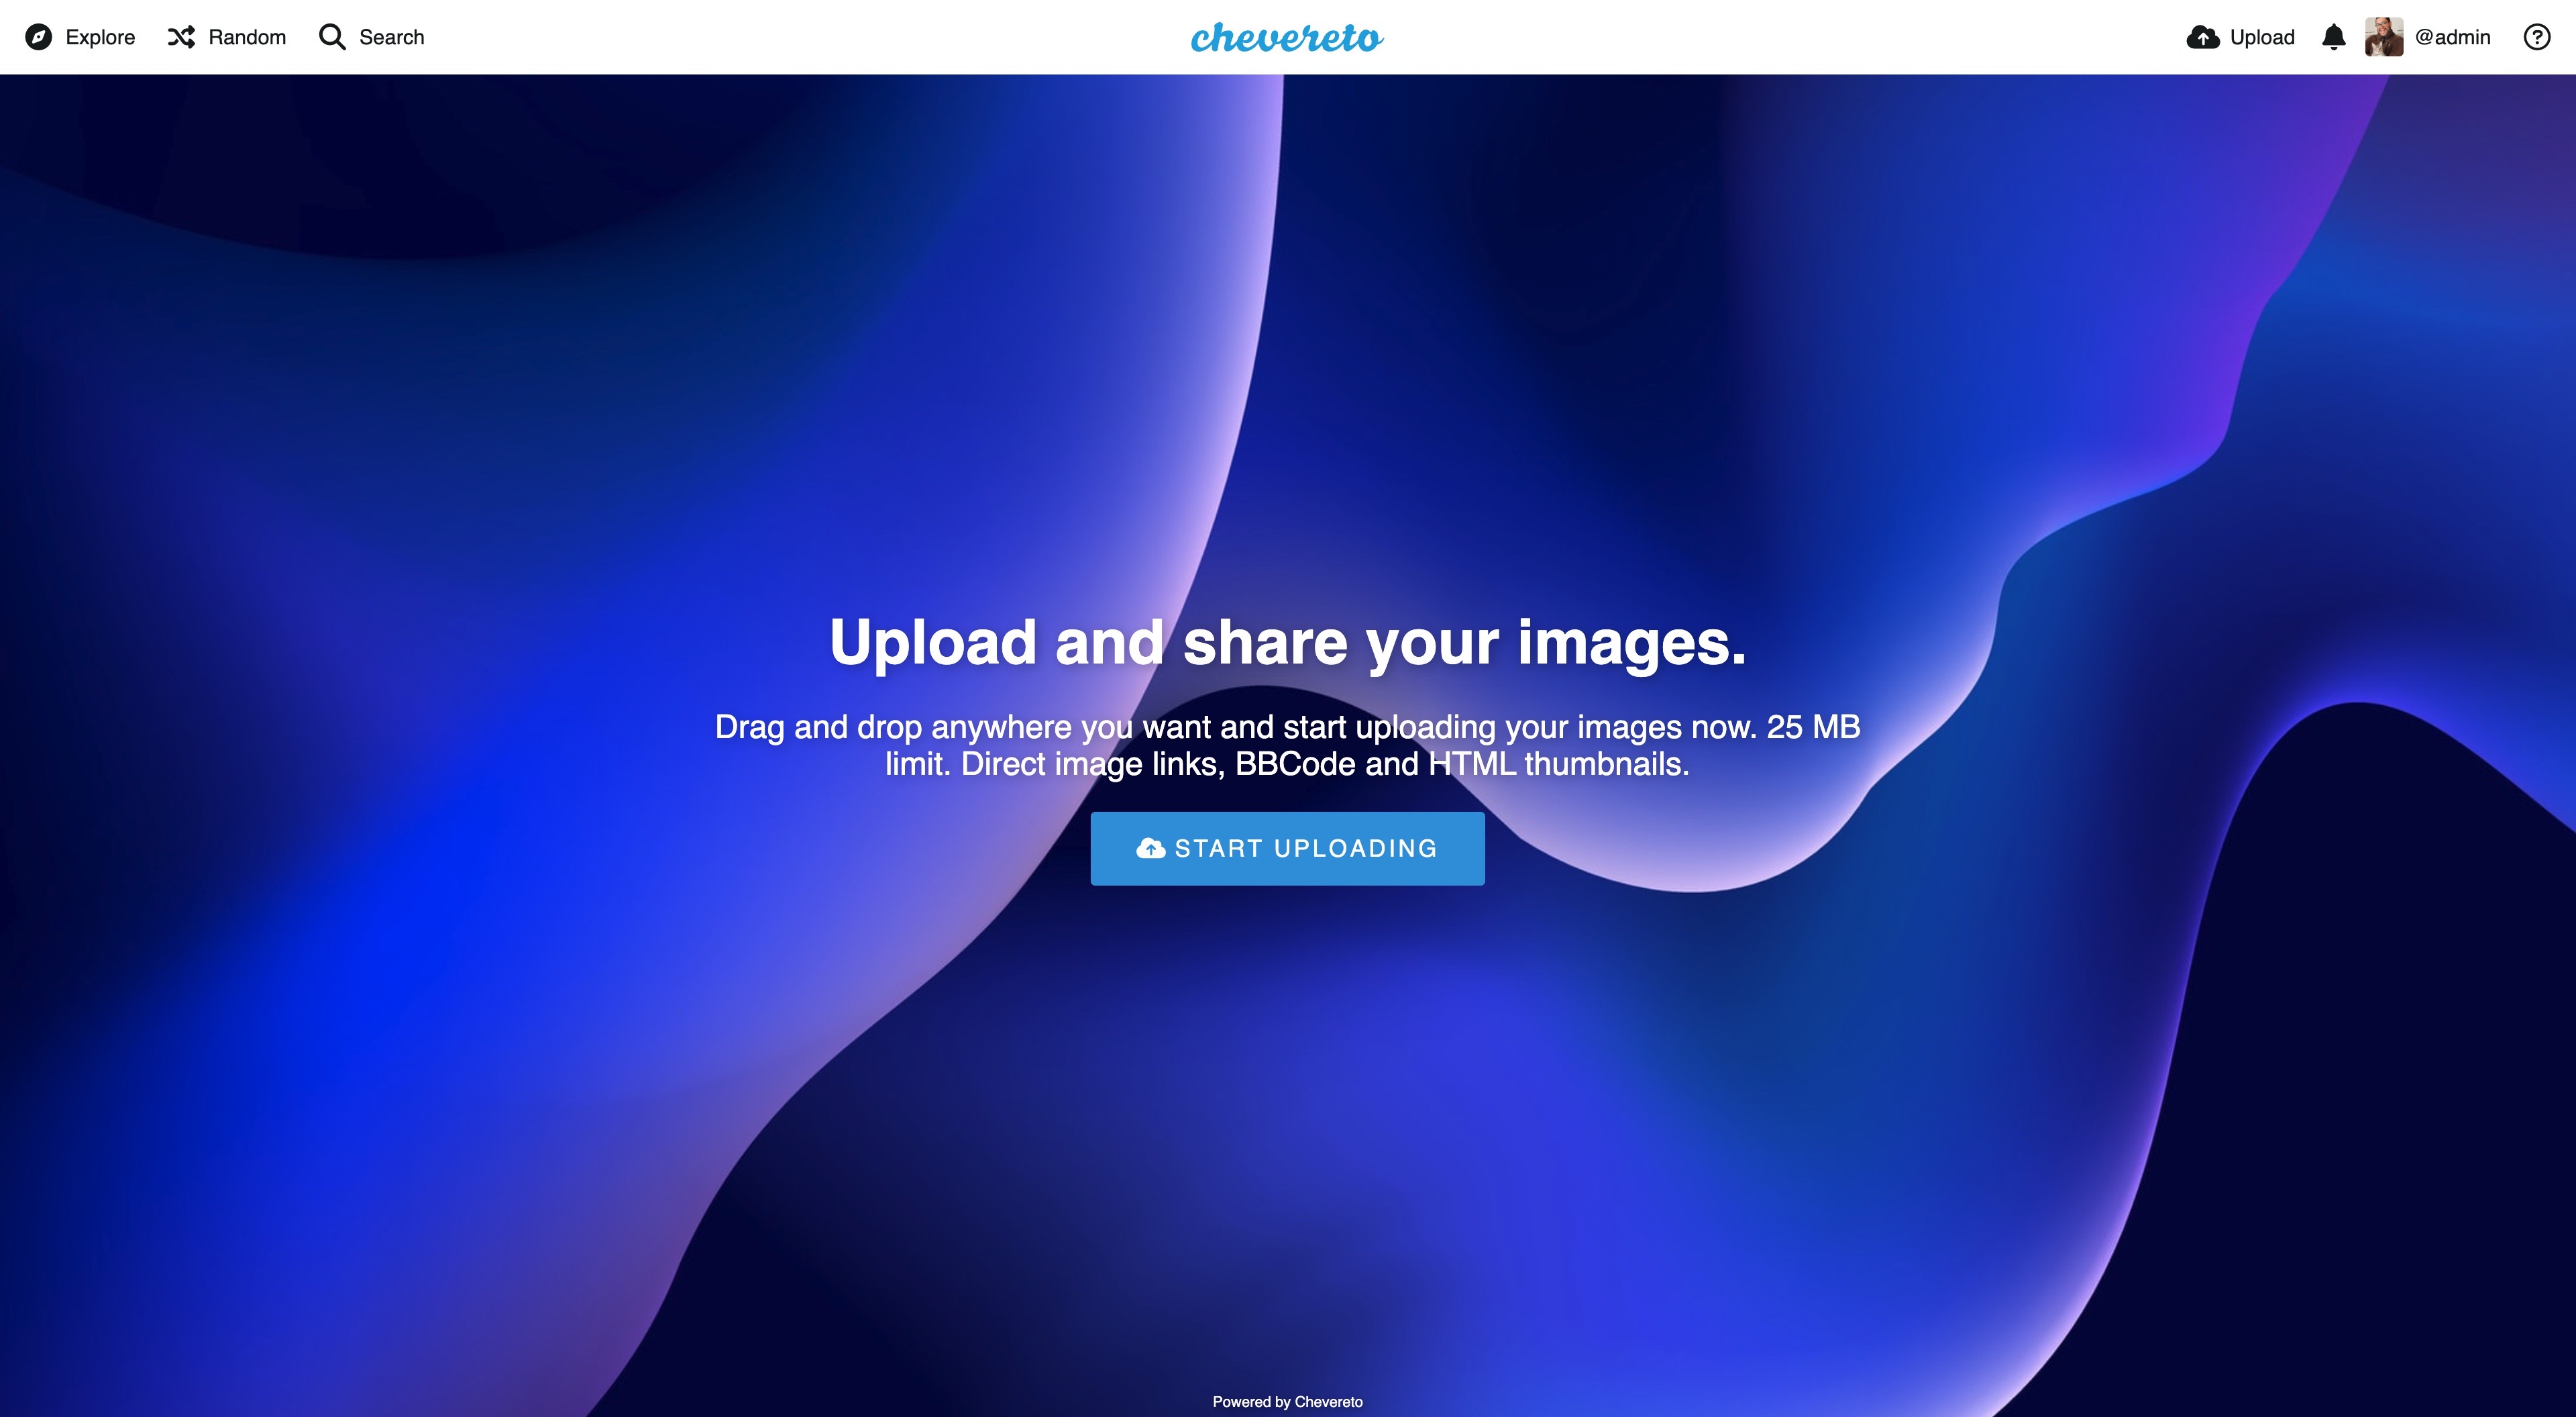 Explore
Random
Search
chevereto
Upload
@admin
Upload and share your images.
Drag and drop anywhere you want and start uploading your images now. 25 MB
limit. Direct image links, BBCode and HTML thumbnails.
START UPLOADING
Powered by Chevereto